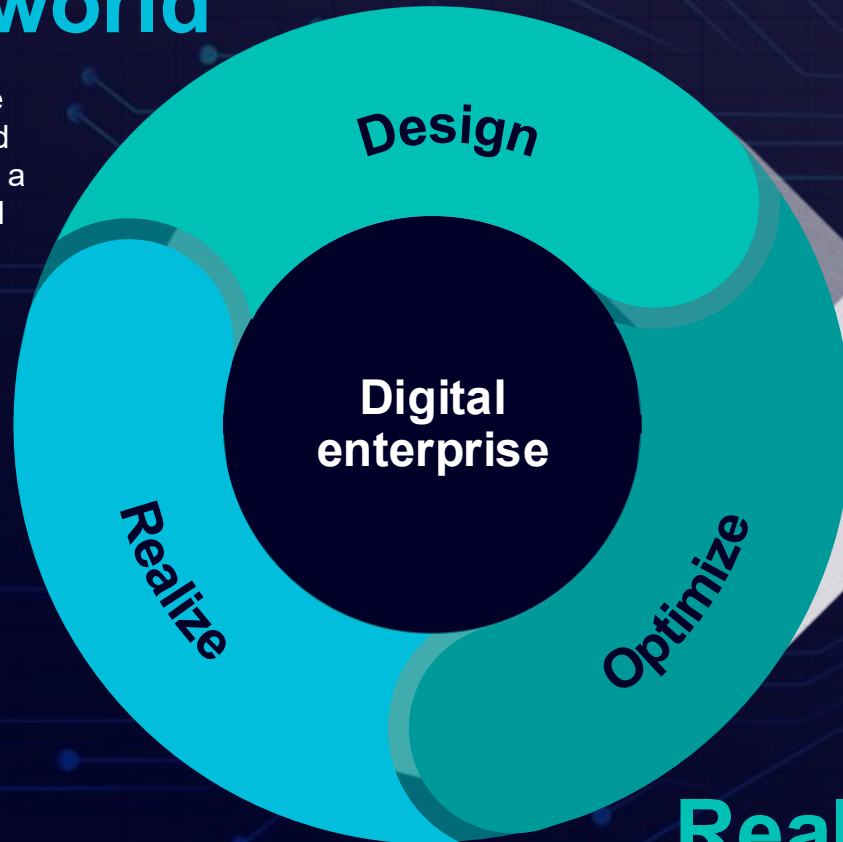 world
e
d
a
d
Design
Digital
enterprise
Realize
Optimize
Real